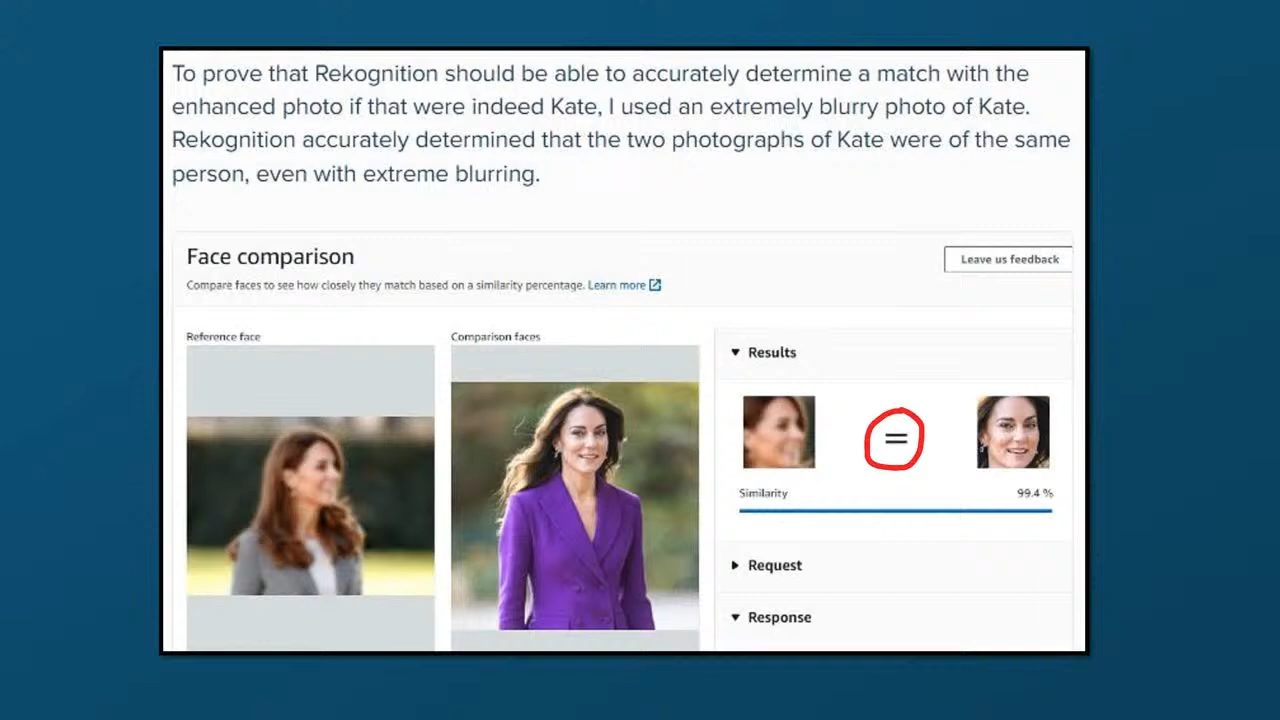 To prove that Rekognition should be able to accurately determine a match with the
enhanced photo if that were indeed Kate, I used an extremely blurry photo of Kate.
Rekognition accurately determined that the two photographs of Kate were of the same
person, even with extreme blurring.
Face comparison
Leave us feedback
Compare faces to see how closely they match based on a similarity percentage. Learn more
Reference face
Comparison faces
Results
=
Similarity
99.4 %
Request
Response